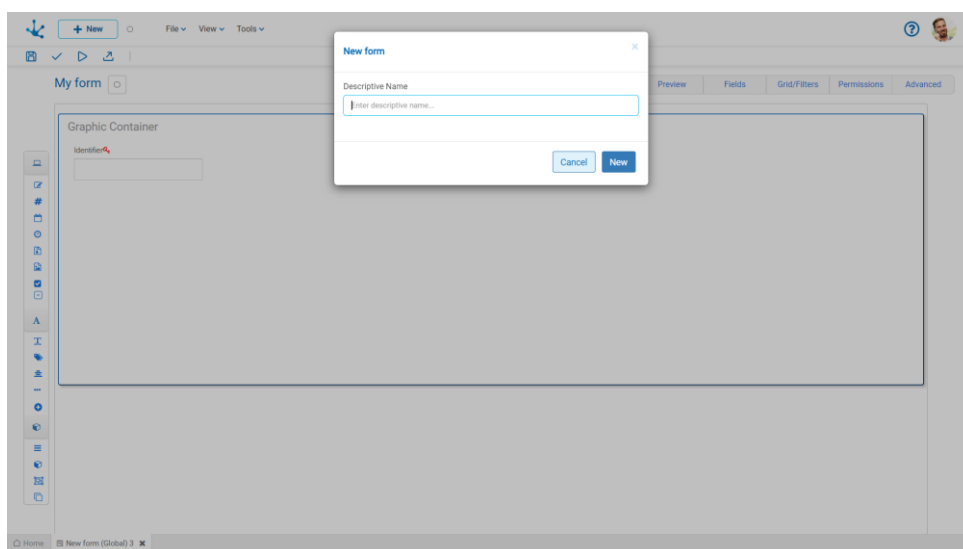 + New
File
View
Tools
?
New form
×
My form
Descriptive Name
Enter descriptive name...
Preview
Fields
Grid/Filters
Permissions
Advanced
Graphic Container
Identifier
Cancel
New
#
A
T
Home
New form (Global) 3